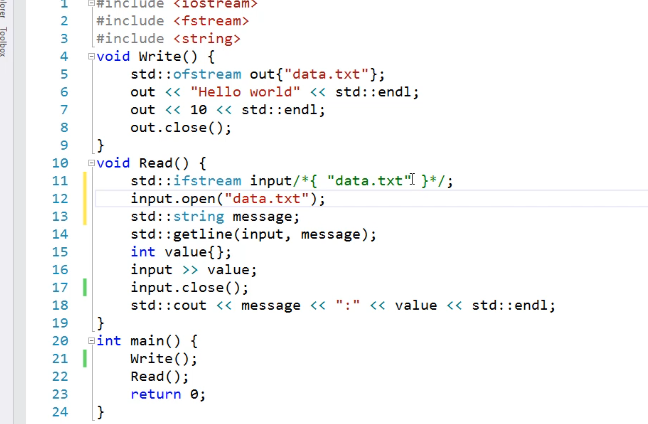 orer
Toolbox
1 #include <iostream>
2 #include <fstream>
3 #include <string>
4 void Write() {
5 std::ofstream out{"data.txt"};
6 out << "Hello world" << std::endl;
7 out << 10 << std::endl;
8 out.close();
9 }
10 void Read() {
11 std::ifstream input/*{ "data.txt" }*/;
12 input.open("data.txt");
13 std::string message;
14 std::getline(input, message);
15 int value{};
16 input >> value;
17 input.close();
18 std::cout << message << ":" << value << std::endl;
19 }
20 int main() {
21 Write();
22 Read();
23 return 0;
24 }